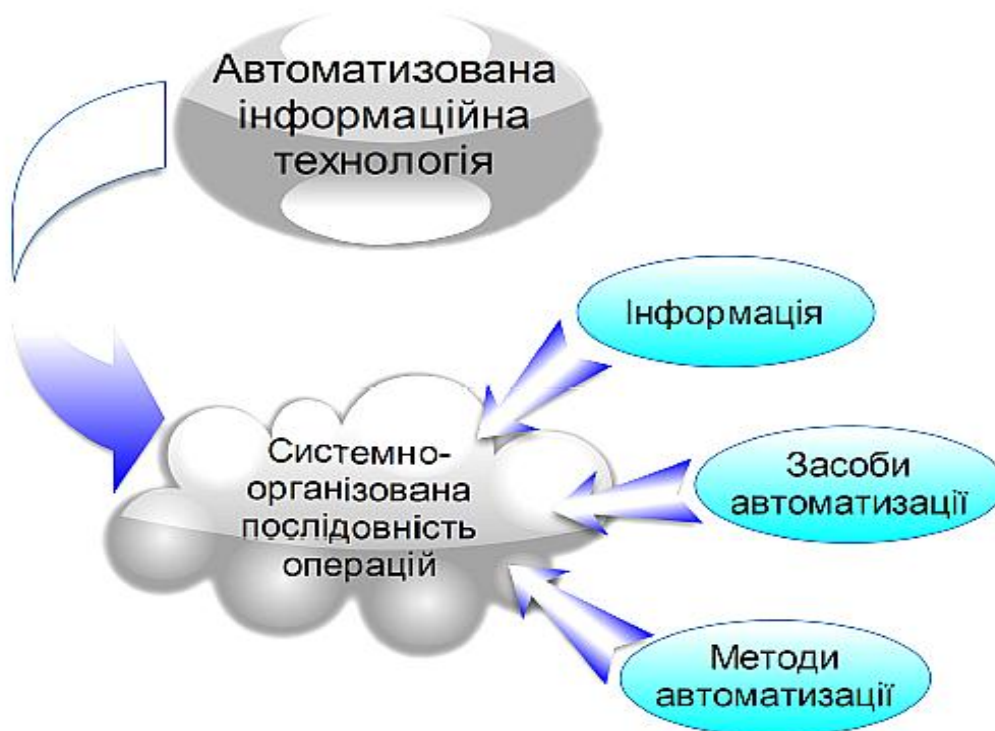 Автоматизована
інформаційна
технологія
Інформація
Системно-
організована
послідовність
операцій
Засоби
автоматизації
Методи
автоматизації